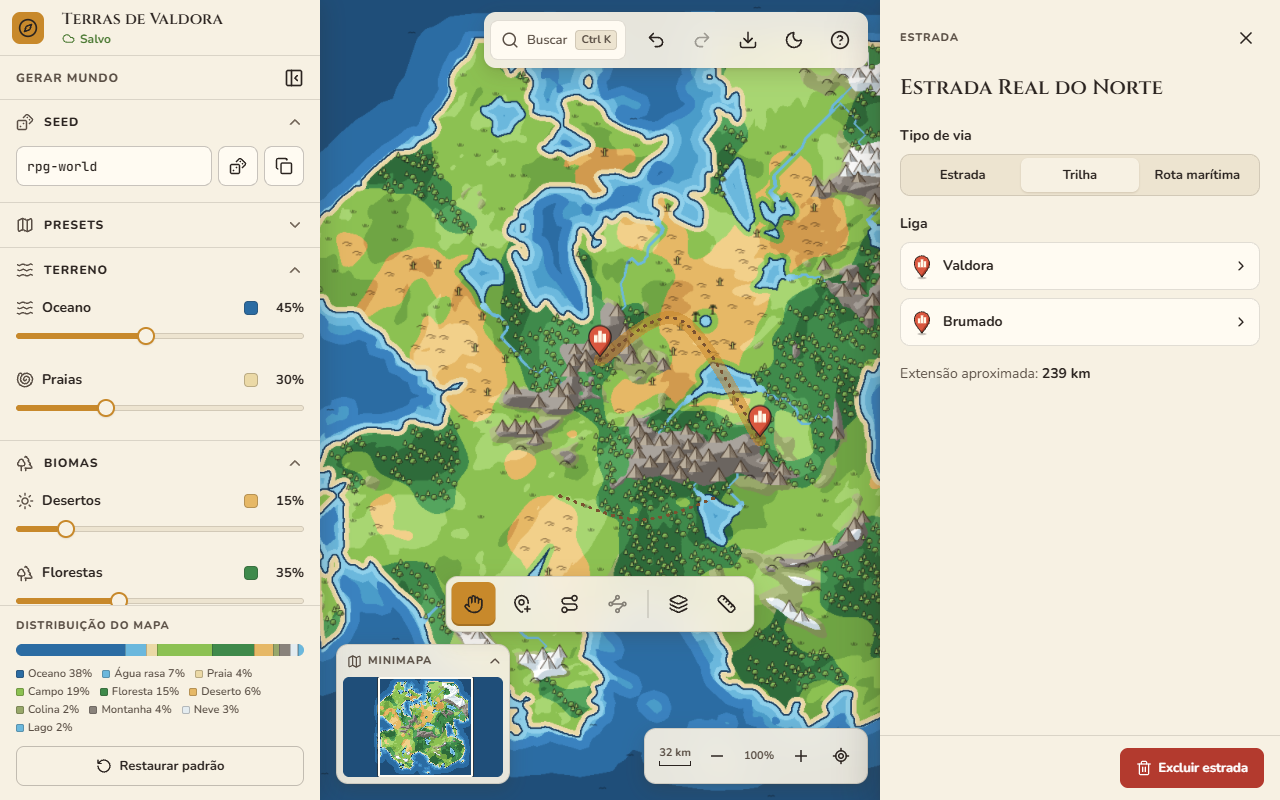 Terras de Valdora
Salvo
GERAR MUNDO
SEED
rpg-world
PRESETS
TERRENO
Oceano 45%
Praias 30%
BIOMAS
Desertos 15%
Florestas 35%
DISTRIBUIÇÃO DO MAPA
Oceano 38% Água rasa 7% Praia 4%
Campo 19% Floresta 15% Deserto 6%
Colina 2% Montanha 4% Neve 3%
Lago 2%
Restaurar padrão
Buscar Ctrl K
MINIMAPA
32 km 100%
ESTRADA
Estrada Real do Norte
Tipo de via
Estrada Trilha Rota marítima
Liga
Valdora
Brumado
Extensão aproximada: 239 km
Excluir estrada